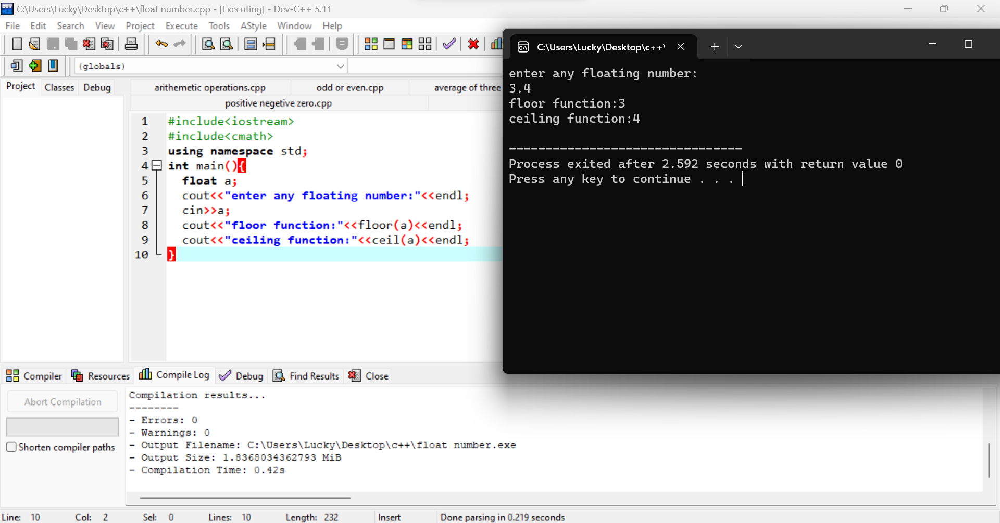 C:\Users\Lucky\Desktop\c++\float number.cpp - [Executing] - Dev-C++ 5.11
File Edit Search View Project Execute Tools AStyle Window Help
(globals)
Project Classes Debug
arithemetic operations.cpp odd or even.cpp average of three
positive negetive zero.cpp
1 #include<iostream>
2 #include<cmath>
3 using namespace std;
4 int main(){
5 float a;
6 cout<<"enter any floating number:"<<endl;
7 cin>>a;
8 cout<<"floor function:"<<floor(a)<<endl;
9 cout<<"ceiling function:"<<ceil(a)<<endl;
10 }
C:\Users\Lucky\Desktop\c++\
enter any floating number:
3.4
floor function:3
ceiling function:4
--------------------------------
Process exited after 2.592 seconds with return value 0
Press any key to continue . . .
Compiler Resources Compile Log Debug Find Results Close
Abort Compilation
Shorten compiler paths
Compilation results...
--------
- Errors: 0
- Warnings: 0
- Output Filename: C:\Users\Lucky\Desktop\c++\float number.exe
- Output Size: 1.8368034362793 MiB
- Compilation Time: 0.42s
Line: 10 Col: 2 Sel: 0 Lines: 10 Length: 232 Insert Done parsing in 0.219 seconds